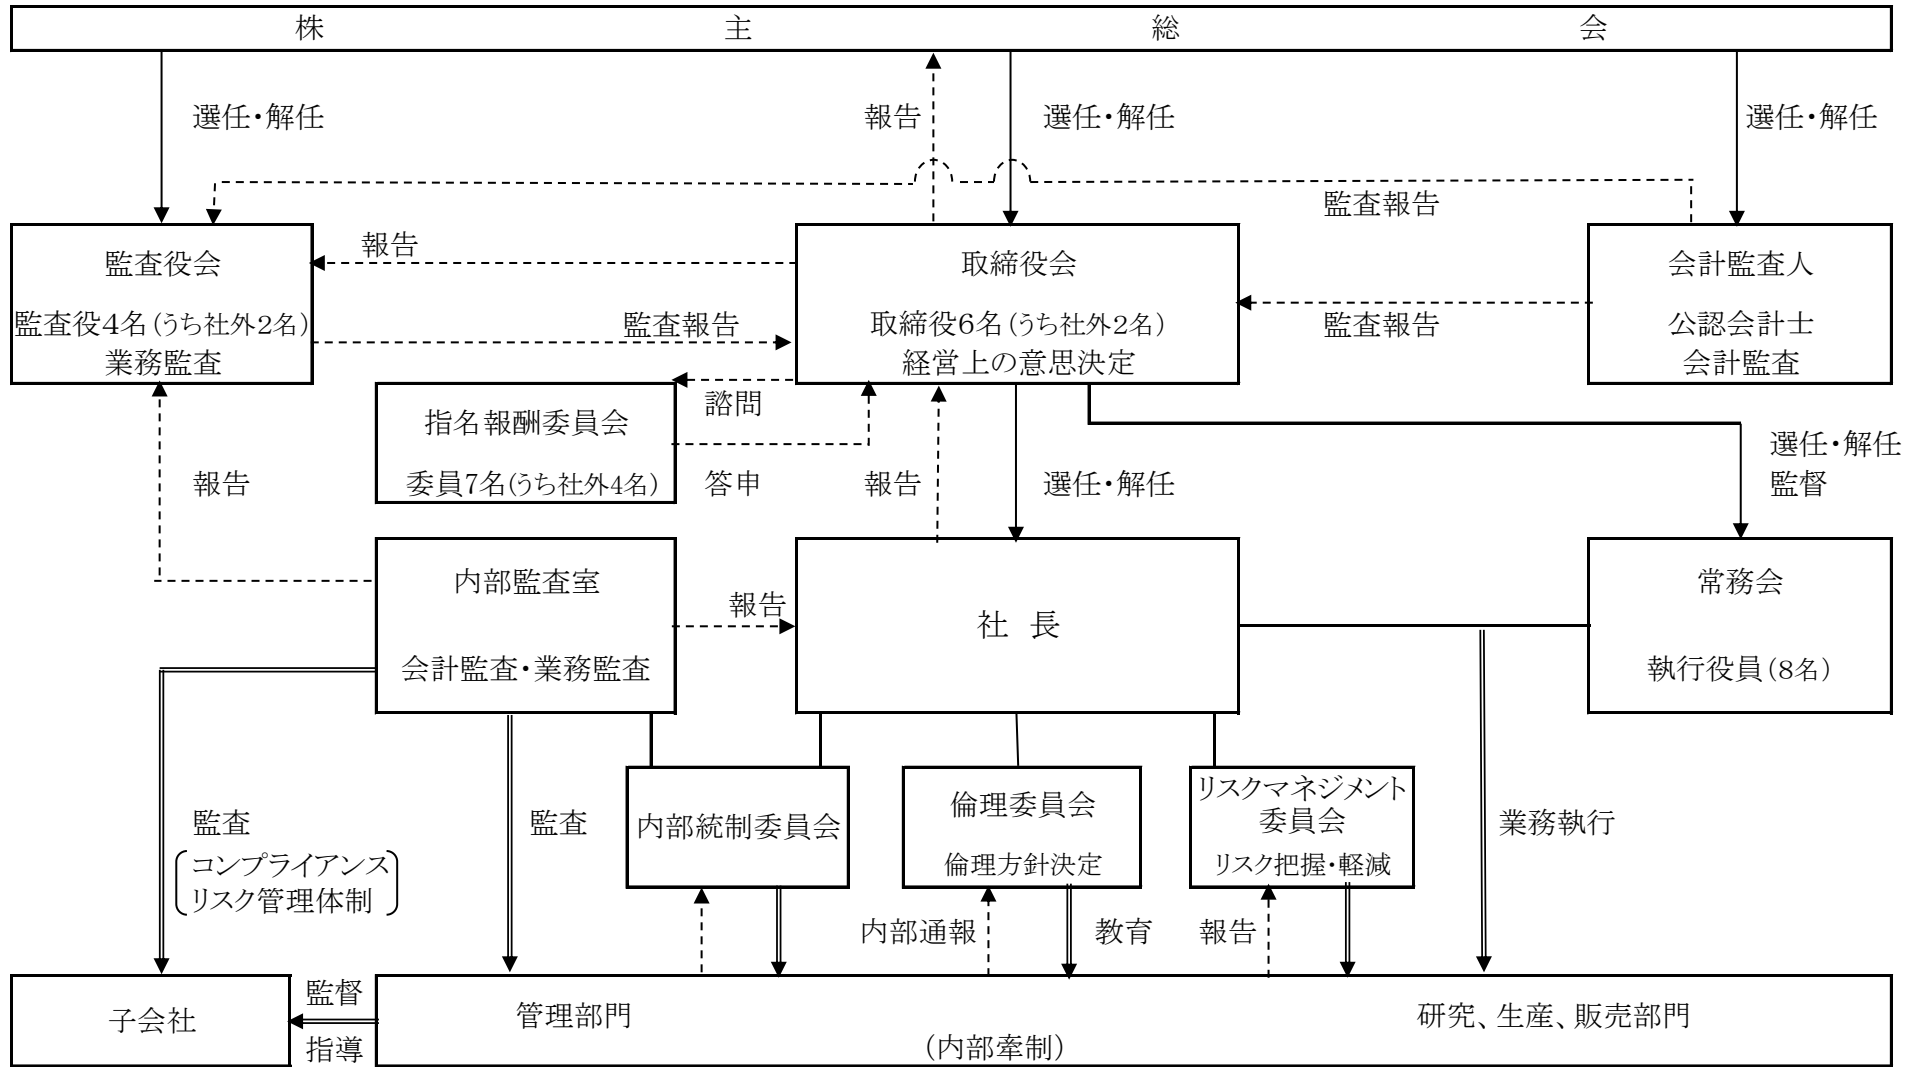 株主総会
選任・解任
報告
選任・解任
選任・解任
監査報告
監査役会
監査役4名(うち社外2名)
業務監査
報告
監査報告
取締役会
取締役6名(うち社外2名)
経営上の意思決定
監査報告
会計監査人
公認会計士
会計監査
指名報酬委員会
委員7名(うち社外4名)
諮問
答申
報告
報告
選任・解任
選任・解任
監督
内部監査室
会計監査・業務監査
報告
社 長
常務会
執行役員(8名)
監査
コンプライアンス
リスク管理体制
監査
内部統制委員会
倫理委員会
倫理方針決定
リスクマネジメント
委員会
リスク把握・軽減
業務執行
内部通報
教育
報告
子会社
監督
指導
管理部門
研究、生産、販売部門
(内部牽制)